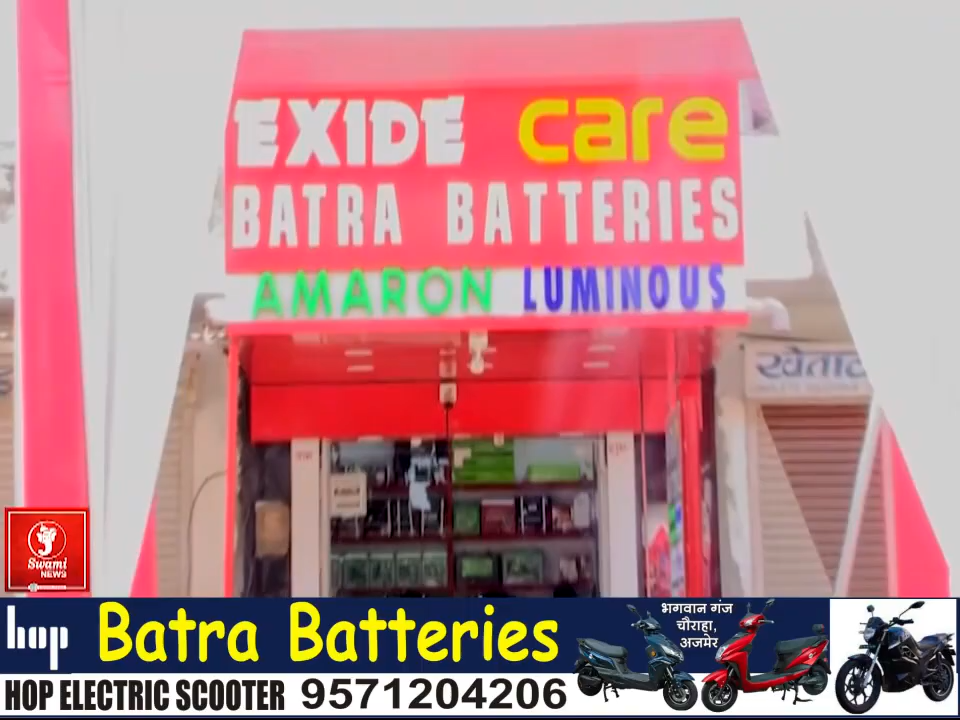 EXIDE care
BATRA BATTERIES
AMARON LUMINOUS
Swami
NEWS
hop Batra Batteries
HOP ELECTRIC SCOOTER 9571204206
भगवान गंज
चौराहा,
अजमेर